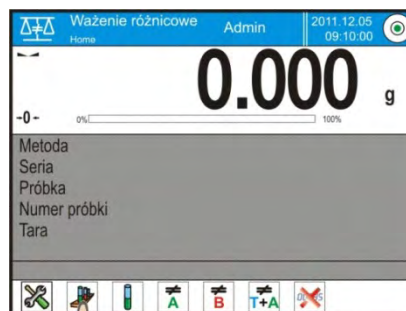 Ważenie różnicowe Admin 2011.12.05
Home 09:10:00
0.000 g
-0- 0% 100%
Metoda
Seria
Próbka
Numer próbki
Tara
A B T+A